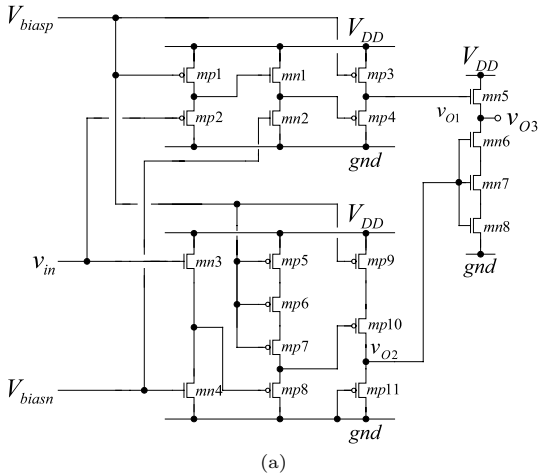 V_biasp
V_DD
V_DD
mp1
mn1
mp3
mn5
mp2
mn2
mp4
v_O1
v_O3
mn6
gnd
mn7
mn8
V_DD
gnd
v_in
mn3
mp5
mp9
mp6
mp10
mp7
v_O2
V_biasn
mn4
mp8
mp11
gnd
(a)